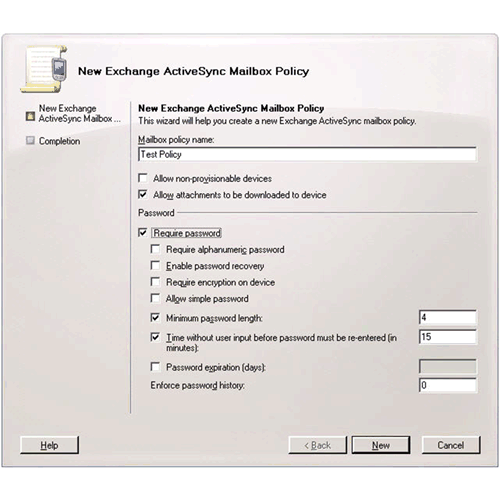 New Exchange ActiveSync Mailbox Policy
New Exchange
ActiveSync Mailbox ...
Completion
New Exchange ActiveSync Mailbox Policy
This wizard will help you create a new Exchange ActiveSync mailbox policy.
Mailbox policy name:
Test Policy
Allow non-provisionable devices
Allow attachments to be downloaded to device
Password
Require password
Require alphanumeric password
Enable password recovery
Require encryption on device
Allow simple password
Minimum password length: 4
Time without user input before password must be re-entered (in 15
minutes):
Password expiration (days):
Enforce password history: 0
Help
< Back
New
Cancel